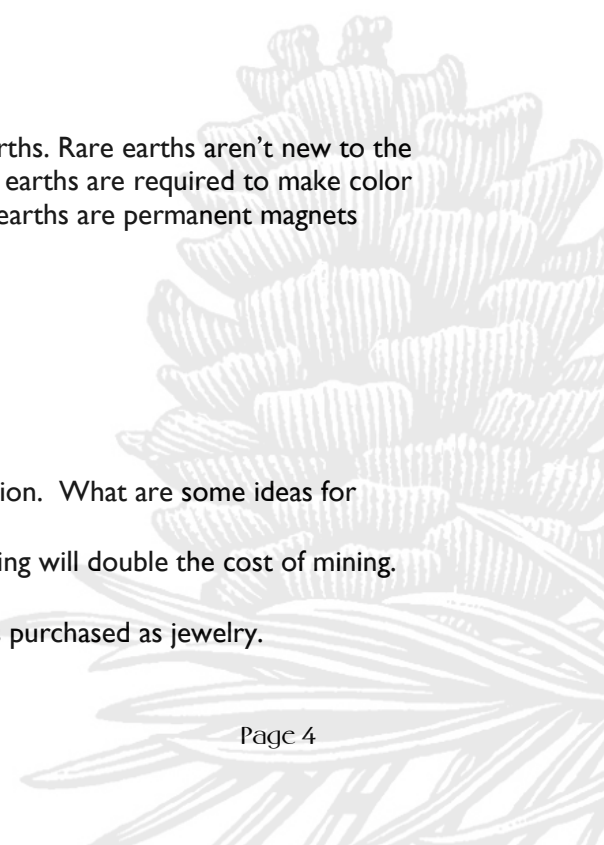 rths. Rare earths aren’t new to the
earths are required to make color
earths are permanent magnets
ion.  What are some ideas for
ing will double the cost of mining.
purchased as jewelry.
Page 4